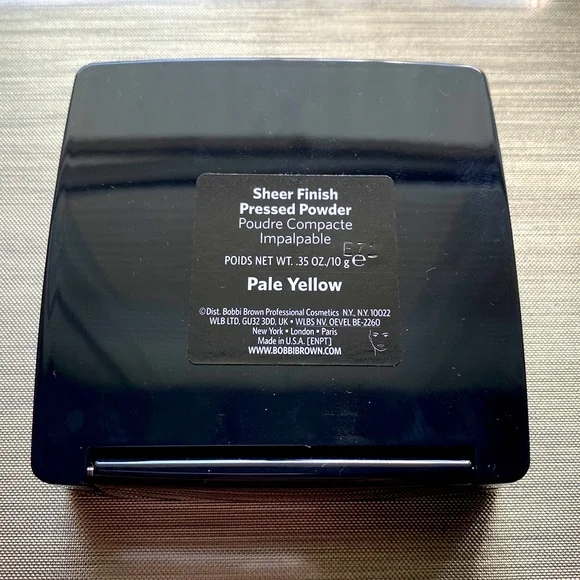 Sheer Finish
Pressed Powder
Poudre Compacte
Impalpable
POIDS NET WT. .35 OZ./10 g℮
Pale Yellow
©Dist. Bobbi Brown Professional Cosmetics N.Y., N.Y. 10022
WLB LTD, GU32 3DD, UK • WLBS NV, OEVEL BE-2260
New York • London • Paris
Made in U.S.A. [ENPT]
WWW.BOBBIBROWN.COM